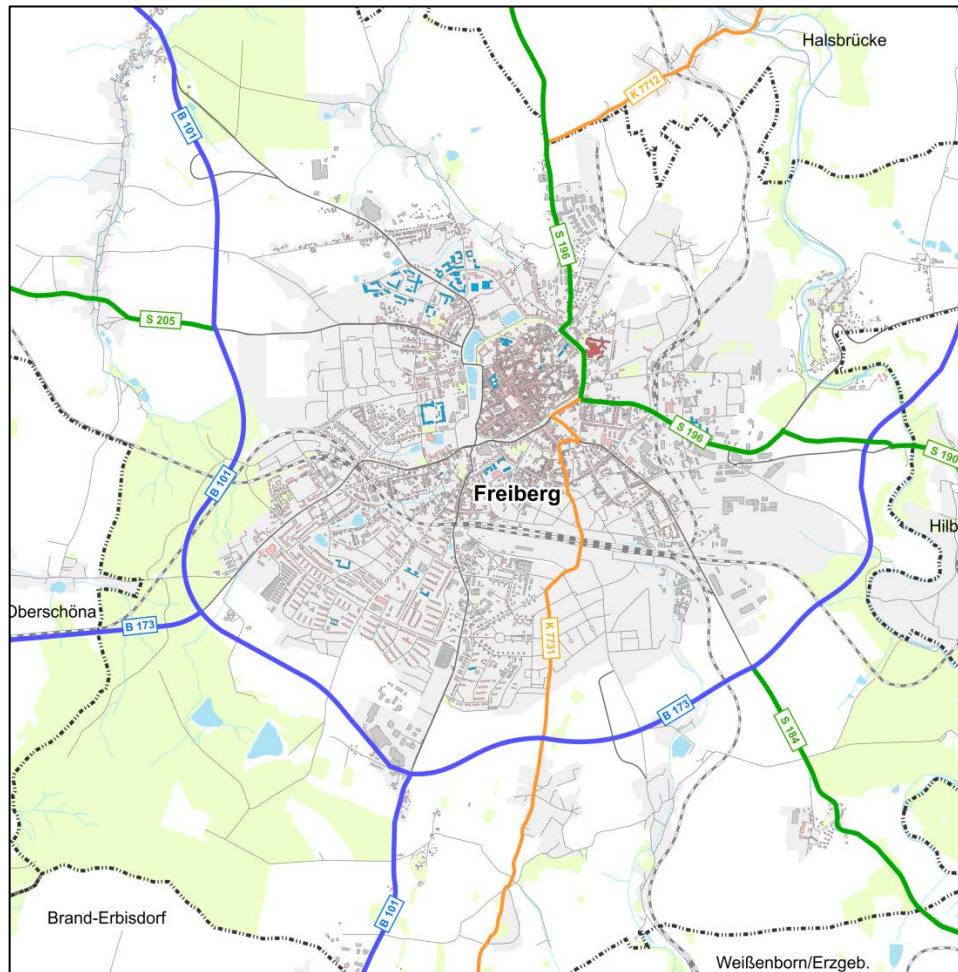 Halsbrücke
K 7712
B 101
S 196
S 205
S 196
S 190
B 101
Freiberg
Hilb
Oberschöna
B 173
K 7731
B 173
S 184
Brand-Erbisdorf
B 101
Weißenborn/Erzgeb.